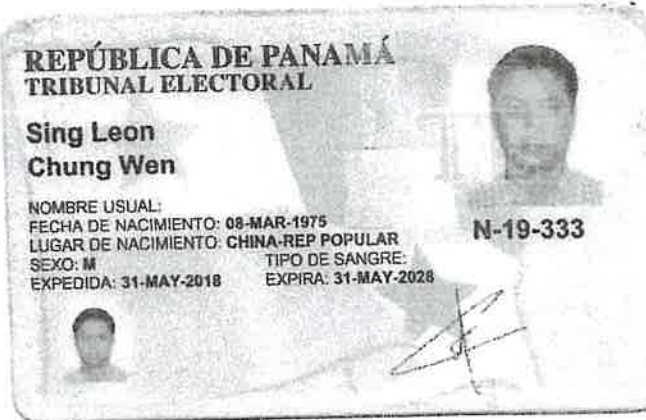 REPÚBLICA DE PANAMÁ
TRIBUNAL ELECTORAL
Sing Leon
Chung Wen
NOMBRE USUAL:
FECHA DE NACIMIENTO: 08-MAR-1975
LUGAR DE NACIMIENTO: CHINA-REP POPULAR
SEXO: M TIPO DE SANGRE:
EXPEDIDA: 31-MAY-2018 EXPIRA: 31-MAY-2028
N-19-333